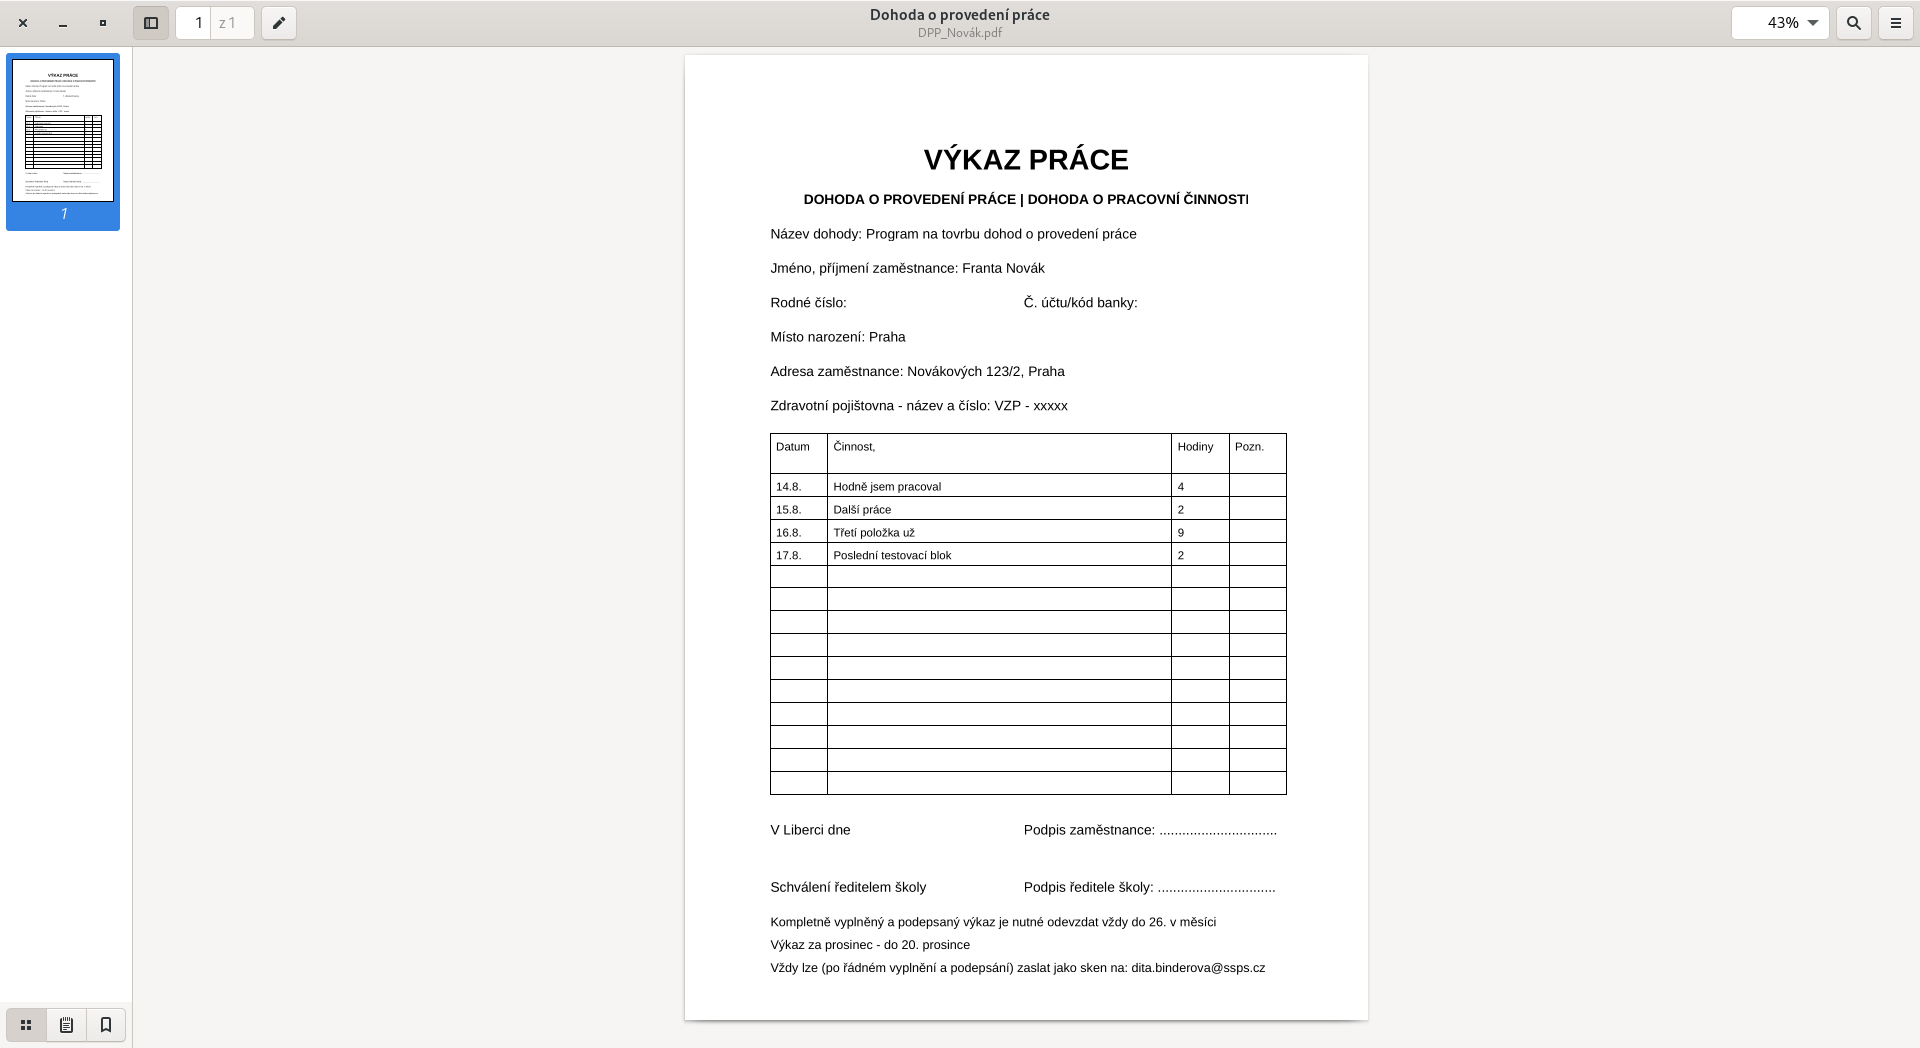 Dohoda o provedení práce
DPP_Novák.pdf
1 z 1
43%
1
VÝKAZ PRÁCE
DOHODA O PROVEDENÍ PRÁCE | DOHODA O PRACOVNÍ ČINNOSTI
Název dohody: Program na tovrbu dohod o provedení práce
Jméno, příjmení zaměstnance: Franta Novák
Rodné číslo: Č. účtu/kód banky:
Místo narození: Praha
Adresa zaměstnance: Novákových 123/2, Praha
Zdravotní pojištovna - název a číslo: VZP - xxxxx
Datum Činnost, Hodiny Pozn.
14.8. Hodně jsem pracoval 4
15.8. Další práce 2
16.8. Třetí položka už 9
17.8. Poslední testovací blok 2
V Liberci dne Podpis zaměstnance: ...............................
Schválení ředitelem školy Podpis ředitele školy: ...............................
Kompletně vyplněný a podepsaný výkaz je nutné odevzdat vždy do 26. v měsíci
Výkaz za prosinec - do 20. prosince
Vždy lze (po řádném vyplnění a podepsání) zaslat jako sken na: dita.binderova@ssps.cz